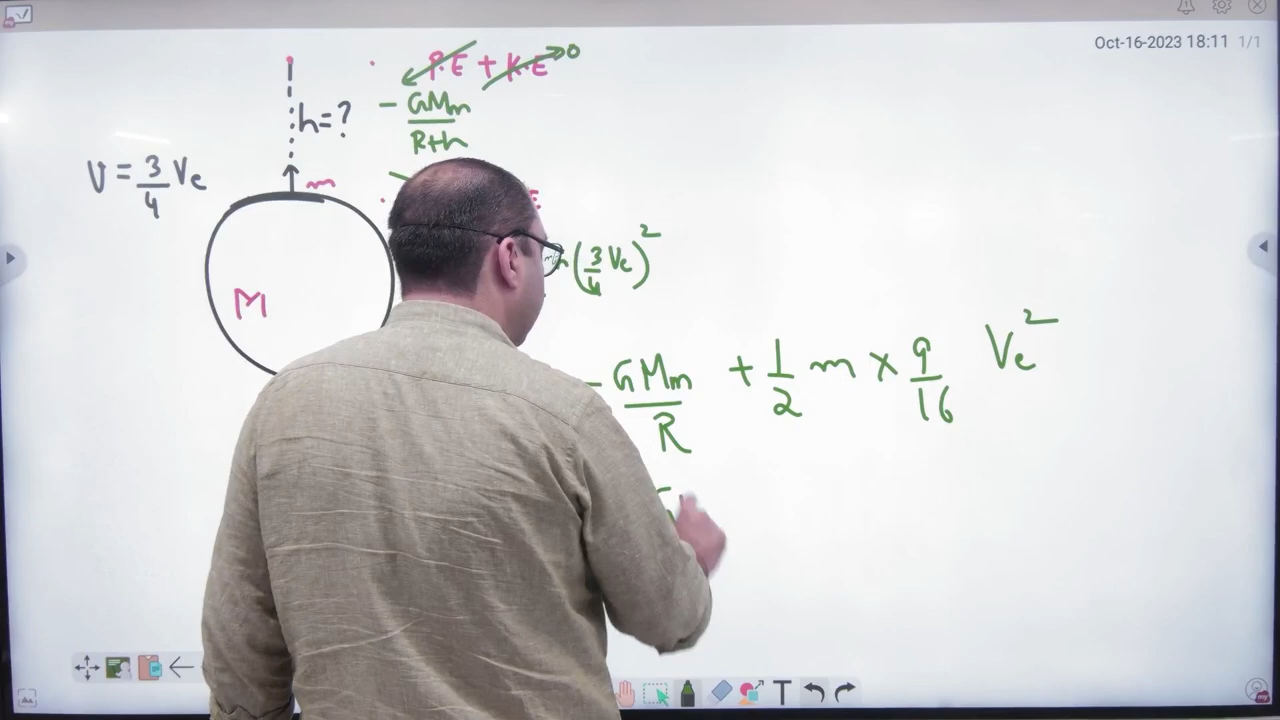 Oct-16-2023 18:11 1/1
P.E + K.E 0
- GMm
R+h
h=?
V = 3/4 Ve
m
M
(3/4 Ve)²
- GMm/R + 1/2 m × 9/16 Ve²
T